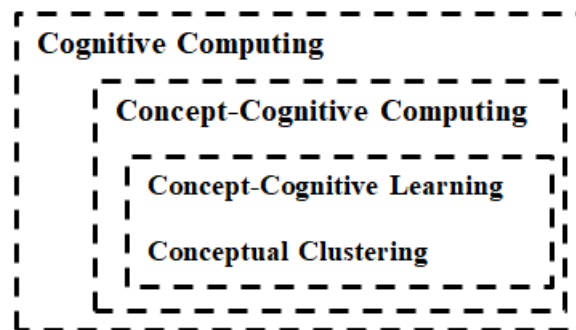 Cognitive Computing
Concept-Cognitive Computing
Concept-Cognitive Learning
Conceptual Clustering